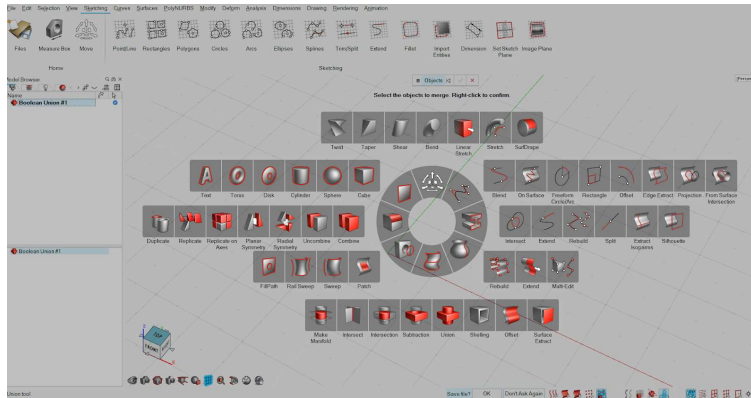 File Edit Selection View Sketching Curves Surfaces PolyNURBS Modify Deform Analysis Dimensions Drawing Rendering Animation
Files Measure Box Move Point/Line Rectangles Polygons Circles Arcs Ellipses Splines Trim/Split Extend Fillet Import Entities Dimension Set Sketch Plane Image Plane
Home Sketching
Model Browser
Name
Boolean Union #1
Objects
Select the objects to merge. Right-click to confirm.
Persp
Twist Taper Shear Bend Linear Stretch Stretch SurfDrape
Text Torus Disk Cylinder Sphere Cube
Blend On Surface Freeform Circle/Arc Rectangle Offset Edge Extract Projection From Surface Intersection
Duplicate Replicate Replicate on Axes Planar Symmetry Radial Symmetry Uncombine Combine
Intersect Extend Rebuild Split Extract Isoparms Silhouette
Boolean Union #1
FillPath Rail Sweep Sweep Patch
Rebuild Extend Multi-Edit
Make Manifold Intersect Intersection Subtraction Union Shelling Offset Surface Extract
TOP
FRONT
Union tool
Save file? OK Don't Ask Again